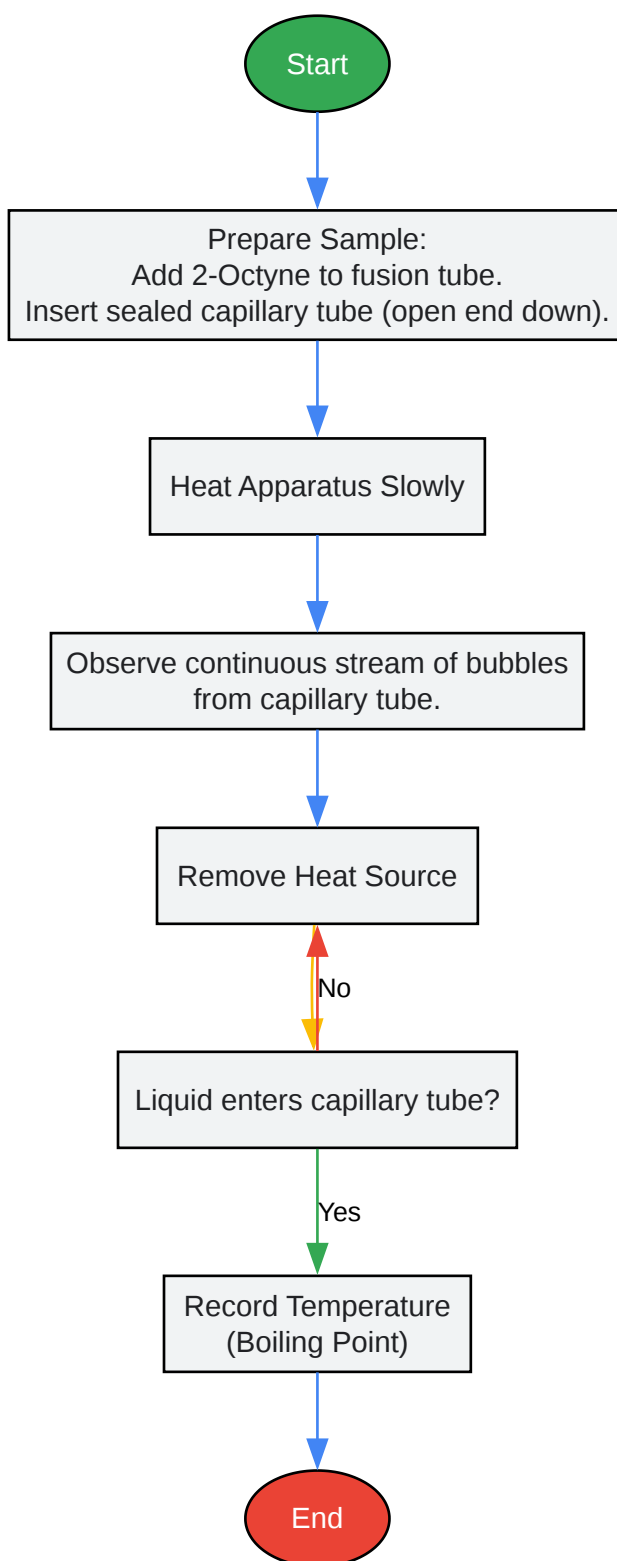 Start
Prepare Sample:
Add 2-Octyne to fusion tube.
Insert sealed capillary tube (open end down).
Heat Apparatus Slowly
Observe continuous stream of bubbles
from capillary tube.
Remove Heat Source
No
Liquid enters capillary tube?
Yes
Record Temperature
(Boiling Point)
End